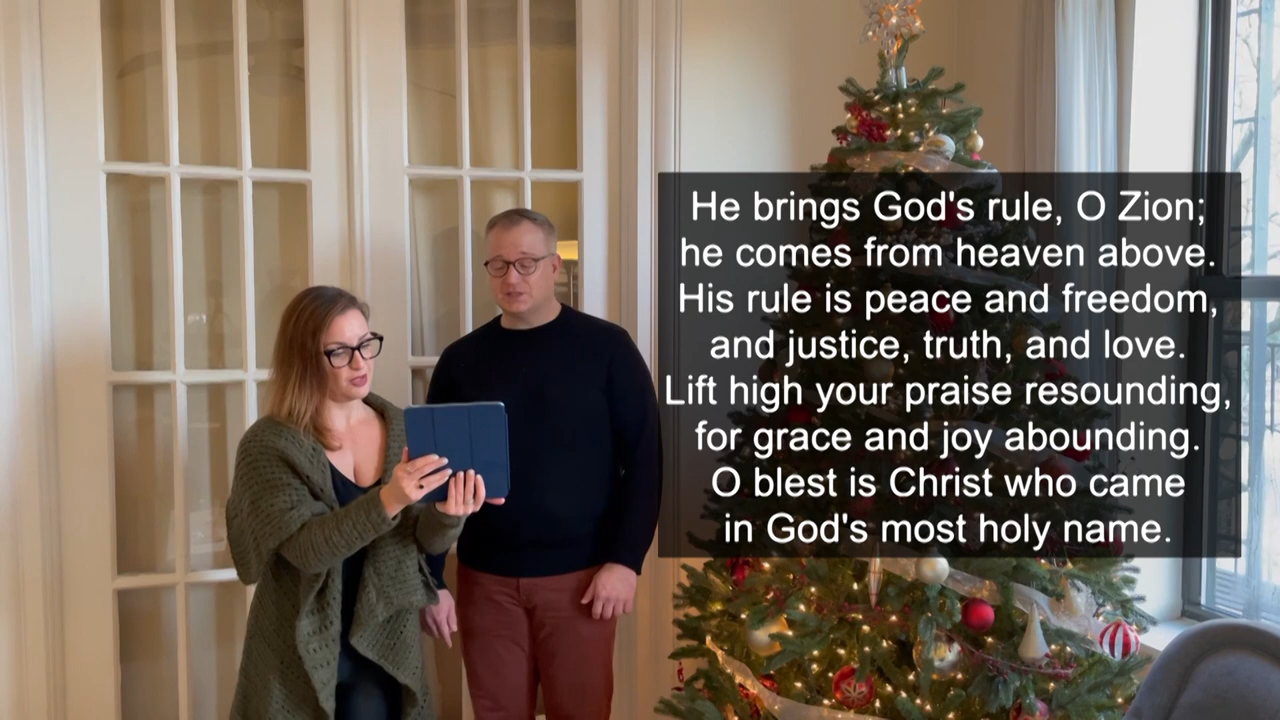 He brings God's rule, O Zion;
he comes from heaven above.
His rule is peace and freedom,
and justice, truth, and love.
Lift high your praise resounding,
for grace and joy abounding.
O blest is Christ who came
in God's most holy name.